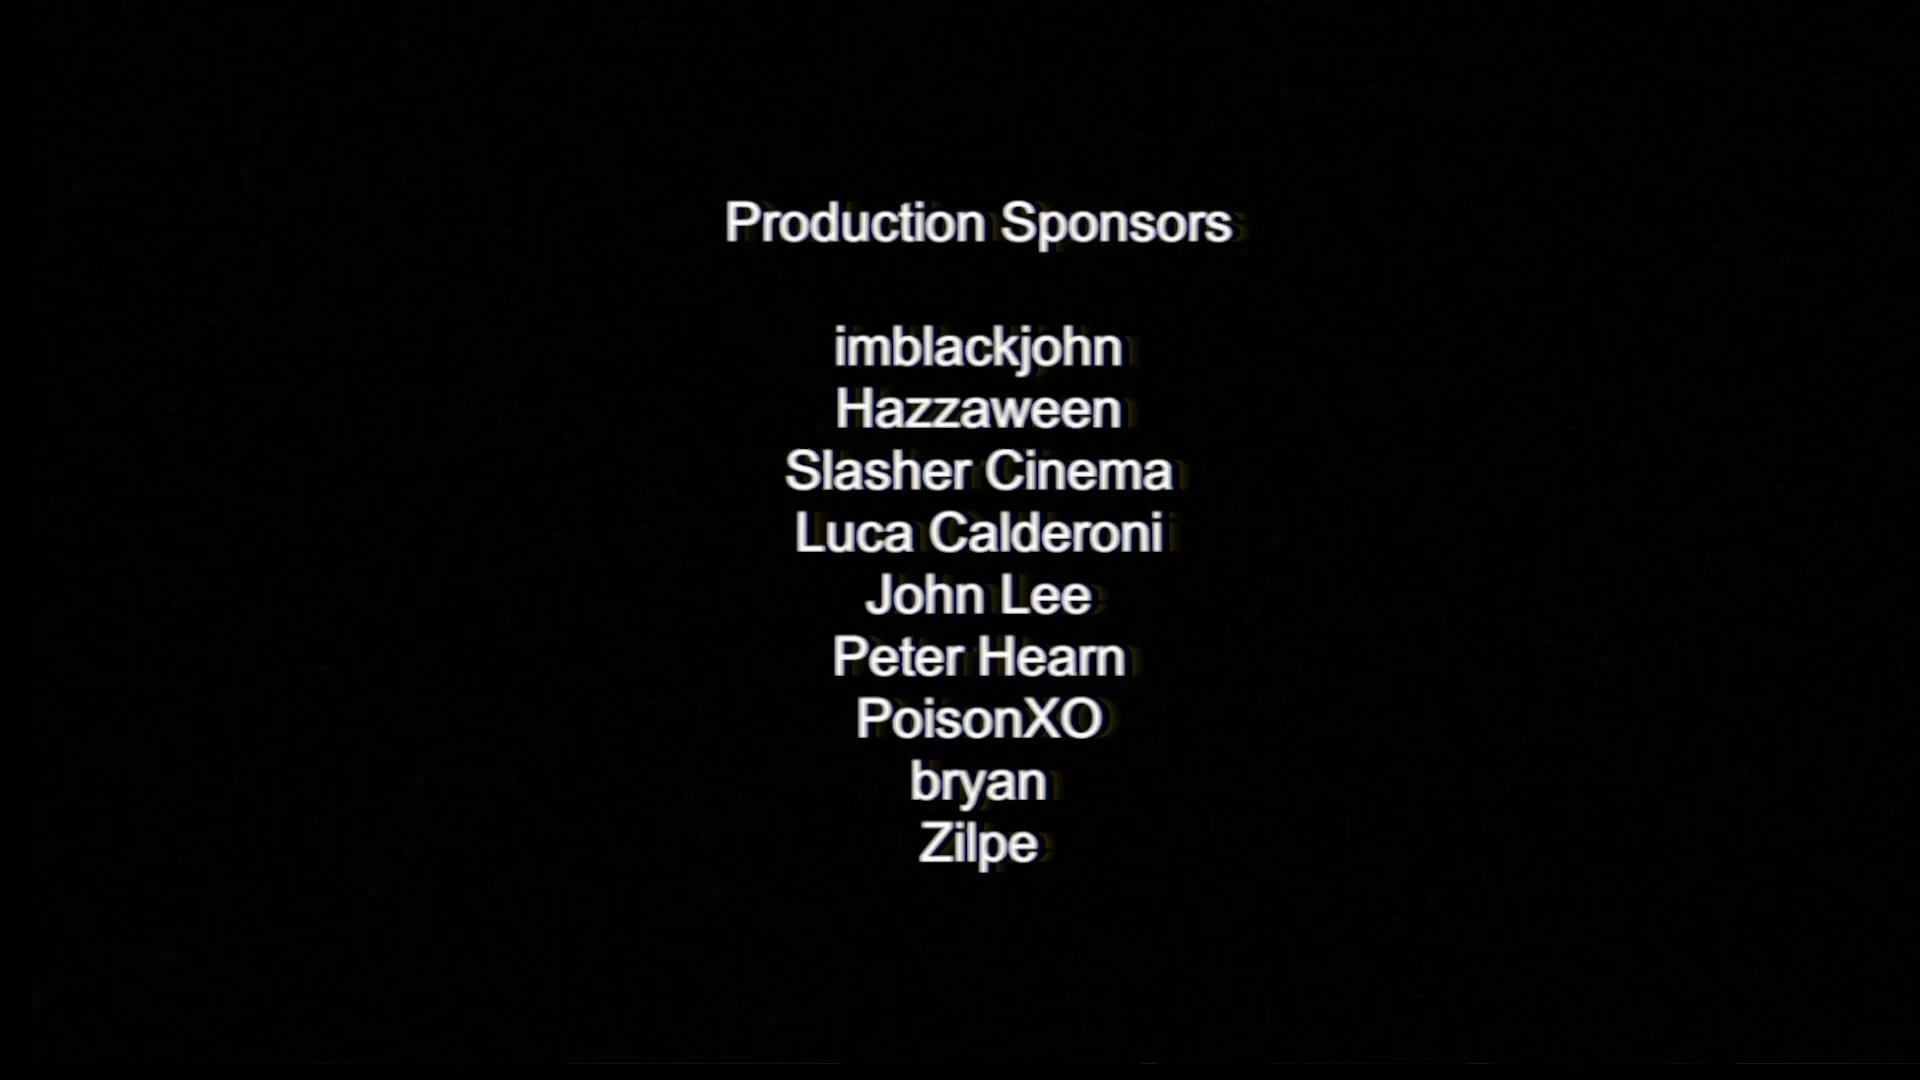 Production Sponsors
imblackjohn
Hazzaween
Slasher Cinema
Luca Calderoni
John Lee
Peter Hearn
PoisonXO
bryan
Zilpe